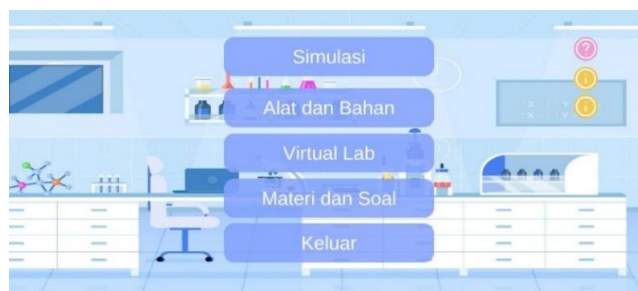 Simulasi
?
i
Alat dan Bahan
i
Virtual Lab
Materi dan Soal
Keluar